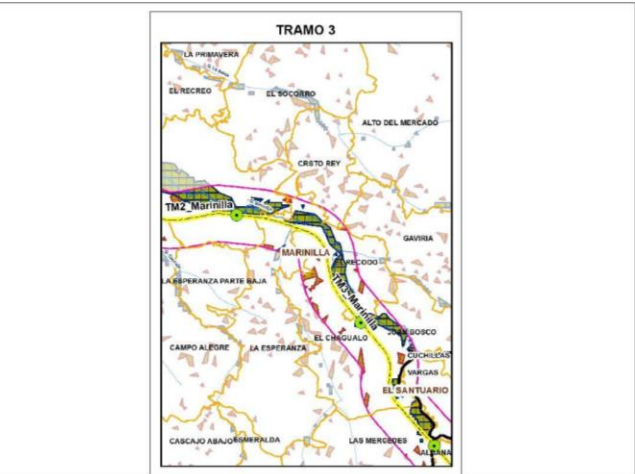 TRAMO 3
LA PRIMAVERA
EL RECREO
EL SOCORRO
ALTO DEL MERCADO
CRSTO REY
TM2_Marinilla
GAVIRIA
MARINILLA
RECODO
LA ESPERANZA PARTE BAJA
TM3_Marinilla
EL CHAGUALO
JUAN BOSCO
CAMPO ALEGRE
LA ESPERANZA
CUCHILLAS
VARGAS
EL SANTUARIO
CASCAJO ABAJO
ESMERALDA
LAS MERCEDES